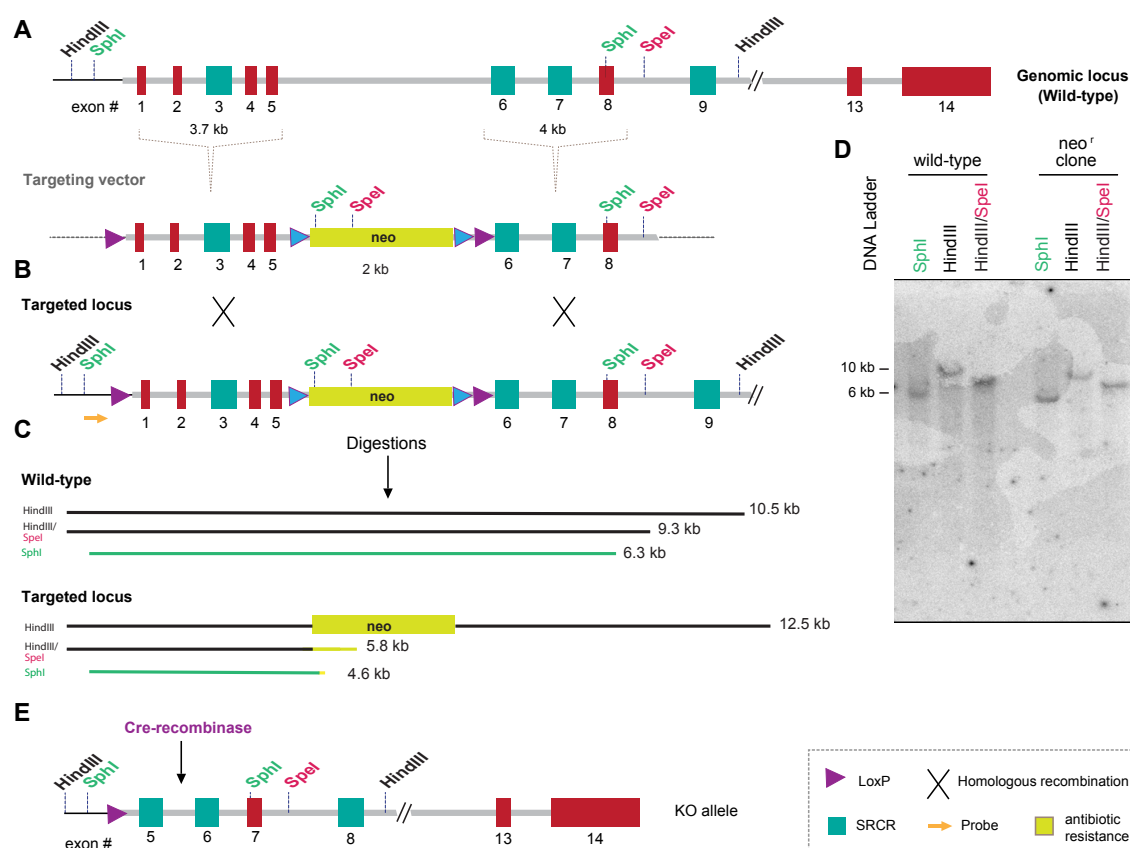 A
HindIII
SphI
SphI
SpeI
HindIII
Genomic locus
(Wild-type)
exon #
1 2 3 4 5 6 7 8 9 13 14
3.7 kb
4 kb
Targeting vector
SphI
SpeI
SphI
SpeI
neo
1 2 3 4 5 6 7 8
2 kb
B
Targeted locus
HindIII
SphI
SphI
SpeI
SphI
SpeI
HindIII
neo
1 2 3 4 5 6 7 8 9
C
Digestions
Wild-type
HindIII
10.5 kb
HindIII/
SpeI
9.3 kb
SphI
6.3 kb
Targeted locus
HindIII
neo
12.5 kb
HindIII/
SpeI
5.8 kb
SphI
4.6 kb
D
DNA Ladder
wild-type
neo r
clone
SphI
HindIII
HindIII/SpeI
SphI
HindIII
HindIII/SpeI
10 kb
6 kb
E
Cre-recombinase
HindIII
SphI
SphI
SpeI
HindIII
KO allele
exon #
5 6 7 8 13 14
LoxP
Homologous recombination
SRCR
Probe
antibiotic
resistance